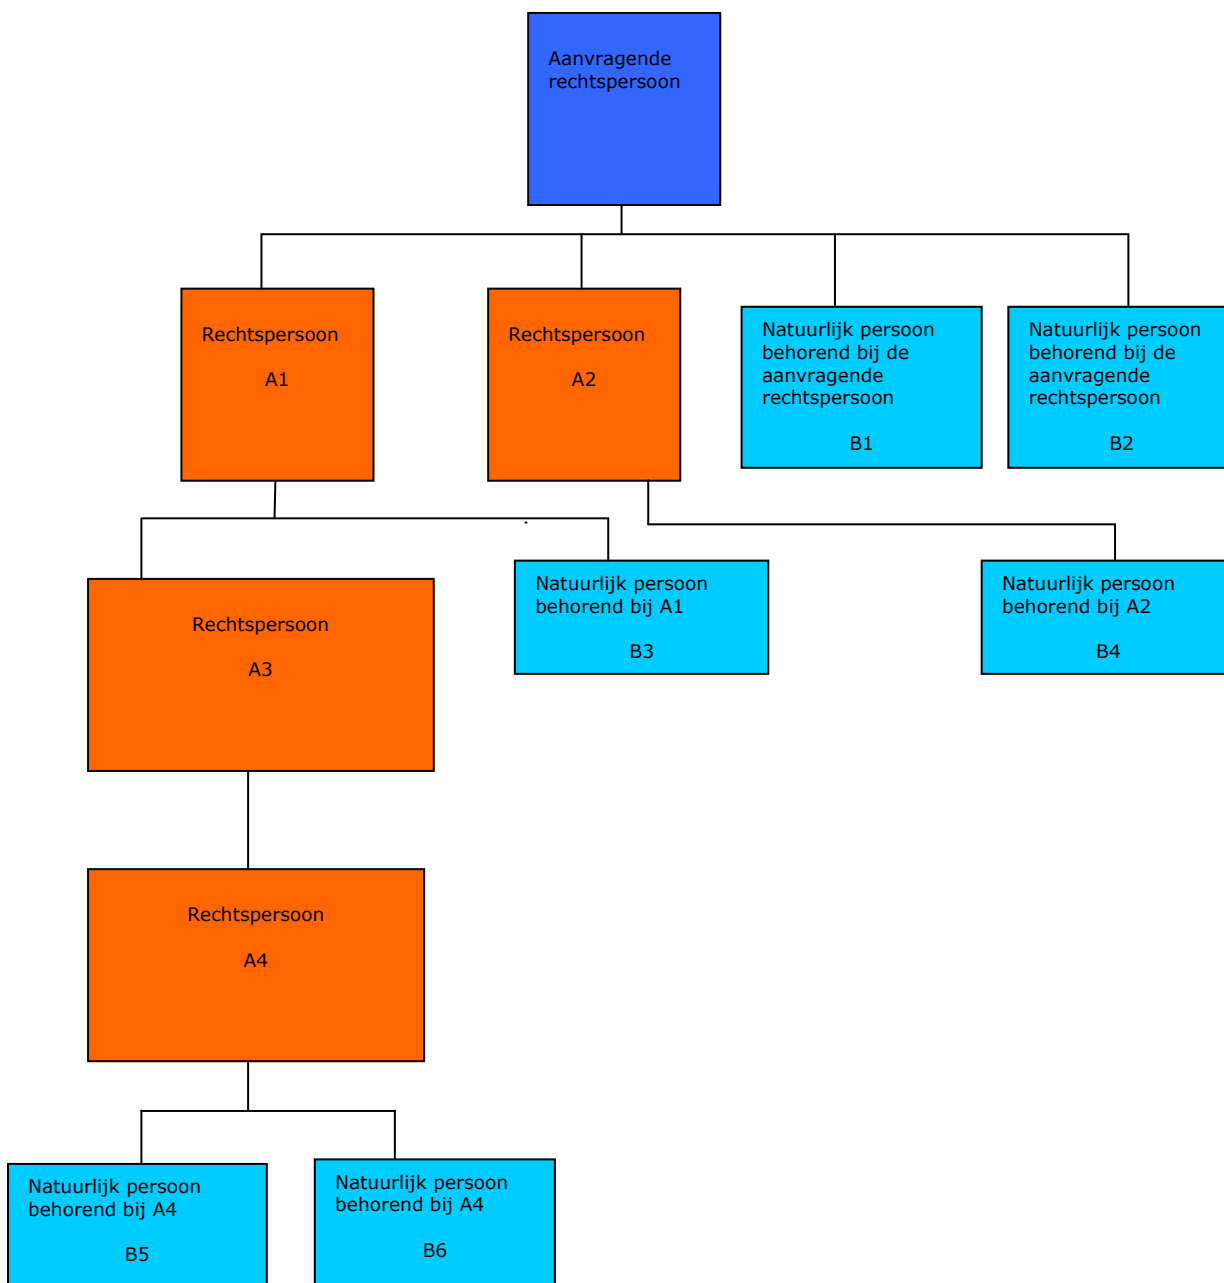 Aanvragende
rechtspersoon
Rechtspersoon
A1
Rechtspersoon
A2
Natuurlijk persoon
behorend bij de
aanvragende
rechtspersoon
B1
Natuurlijk persoon
behorend bij de
aanvragende
rechtspersoon
B2
Rechtspersoon
A3
Natuurlijk persoon
behorend bij A1
B3
Natuurlijk persoon
behorend bij A2
B4
Rechtspersoon
A4
Natuurlijk persoon
behorend bij A4
B5
Natuurlijk persoon
behorend bij A4
B6